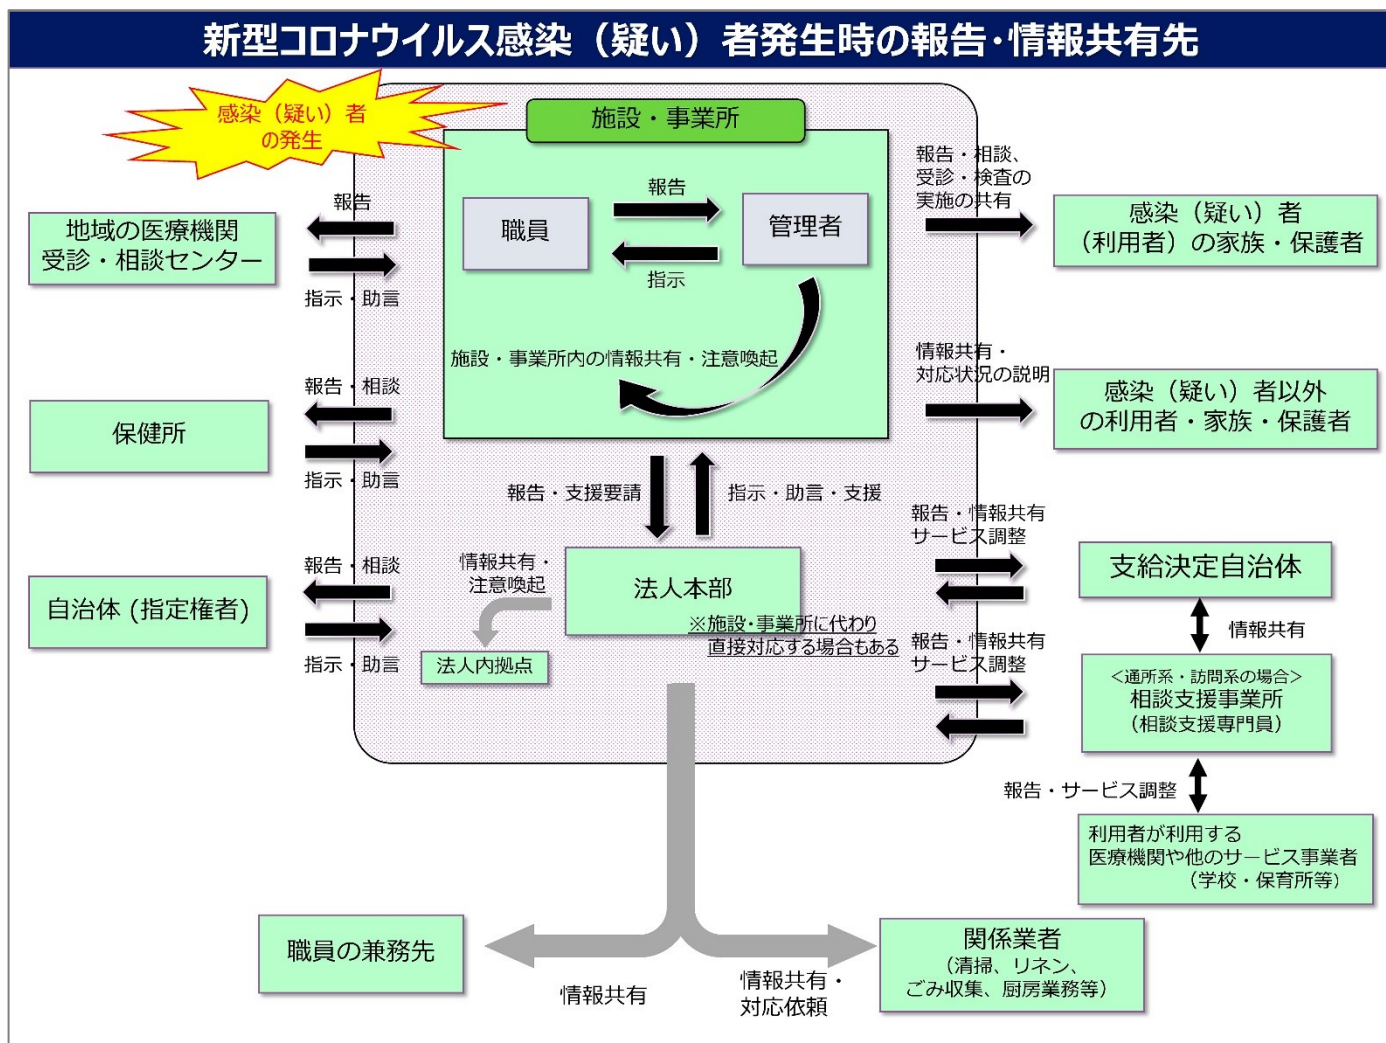 新型コロナウイルス感染（疑い）者発生時の報告･情報共有先
感染（疑い）者
の発生
施設・事業所
職員
報告
指示
管理者
施設・事業所内の情報共有・注意喚起
報告
地域の医療機関
受診・相談センター
指示・助言
報告・相談
保健所
指示・助言
報告・相談
自治体 (指定権者)
指示・助言
報告・相談、
受診・検査の
実施の共有
感染（疑い）者
（利用者）の家族・保護者
情報共有・
対応状況の説明
感染（疑い）者以外
の利用者・家族・保護者
報告・支援要請
指示・助言・支援
情報共有・
注意喚起
法人本部
※施設･事業所に代わり
直接対応する場合もある
法人内拠点
報告・情報共有
サービス調整
支給決定自治体
情報共有
報告・情報共有
サービス調整
＜通所系・訪問系の場合＞
相談支援事業所
（相談支援専門員）
報告・サービス調整
利用者が利用する
医療機関や他のサービス事業者
（学校・保育所等）
職員の兼務先
情報共有
情報共有・
対応依頼
関係業者
（清掃、リネン、
ごみ収集、厨房業務等）